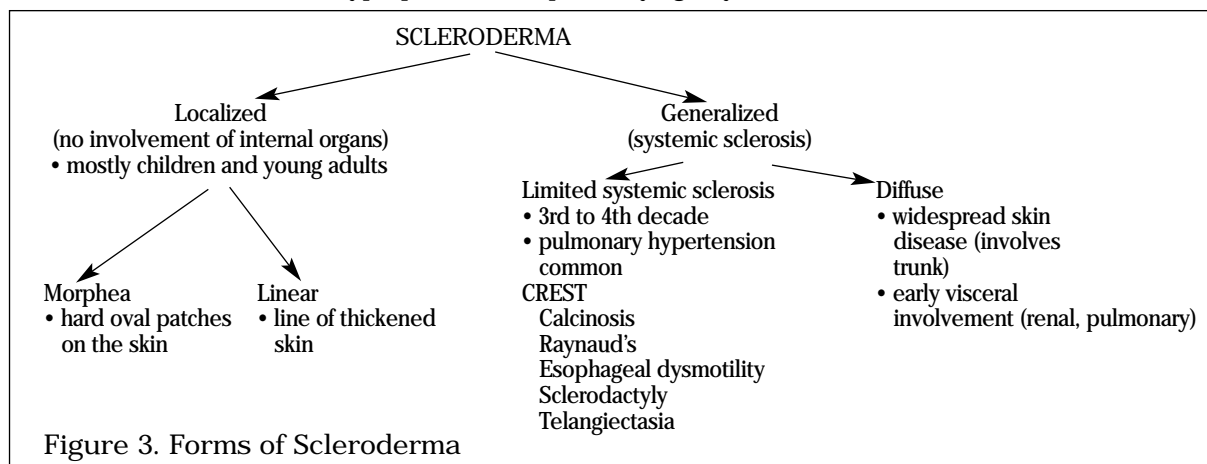 SCLERODERMA
Localized
(no involvement of internal organs)
• mostly children and young adults
Morphea
• hard oval patches
on the skin
Linear
• line of thickened
skin
Generalized
(systemic sclerosis)
Limited systemic sclerosis
• 3rd to 4th decade
• pulmonary hypertension
common
CREST
Calcinosis
Raynaud's
Esophageal dysmotility
Sclerodactyly
Telangiectasia
Diffuse
• widespread skin
disease (involves
trunk)
• early visceral
involvement (renal, pulmonary)
Figure 3. Forms of Scleroderma